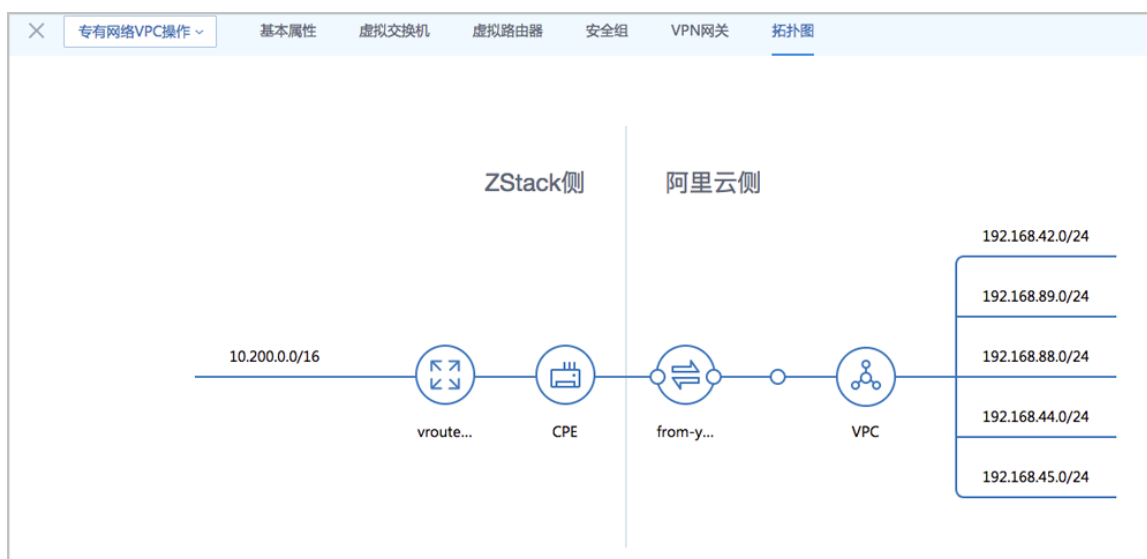 专有网络VPC操作 基本属性 虚拟交换机 虚拟路由器 安全组 VPN网关 拓扑图
ZStack侧 阿里云侧
192.168.42.0/24
192.168.89.0/24
10.200.0.0/16 192.168.88.0/24
192.168.44.0/24
vroute... CPE from-y... VPC
192.168.45.0/24